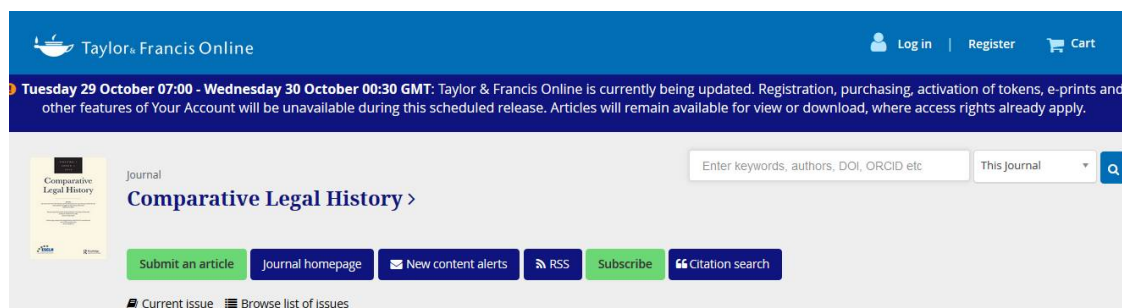 Taylor & Francis Online
Log in | Register Cart
Tuesday 29 October 07:00 - Wednesday 30 October 00:30 GMT: Taylor & Francis Online is currently being updated. Registration, purchasing, activation of tokens, e-prints and
other features of Your Account will be unavailable during this scheduled release. Articles will remain available for view or download, where access rights already apply.
Enter keywords, authors, DOI, ORCID etc
This Journal
Comparative
Legal History
Journal
Comparative Legal History >
Submit an article
Journal homepage
New content alerts
RSS
Subscribe
Citation search
Current issue
Browse list of issues